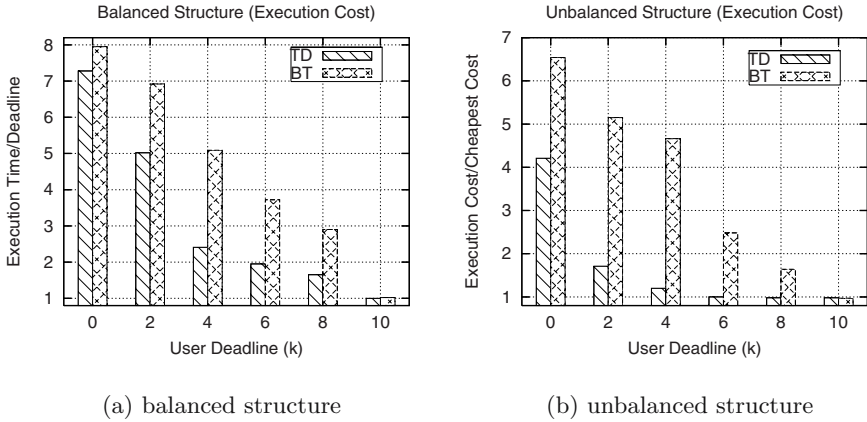 Balanced Structure (Execution Cost)
8
7
6
5
4
3
2
1
Execution Time/Deadline
TD
BT
0 2 4 6 8 10
User Deadline (k)
(a) balanced structure
Unbalanced Structure (Execution Cost)
7
6
5
4
3
2
1
Execution Cost/Cheapest Cost
TD
BT
0 2 4 6 8 10
User Deadline (k)
(b) unbalanced structure